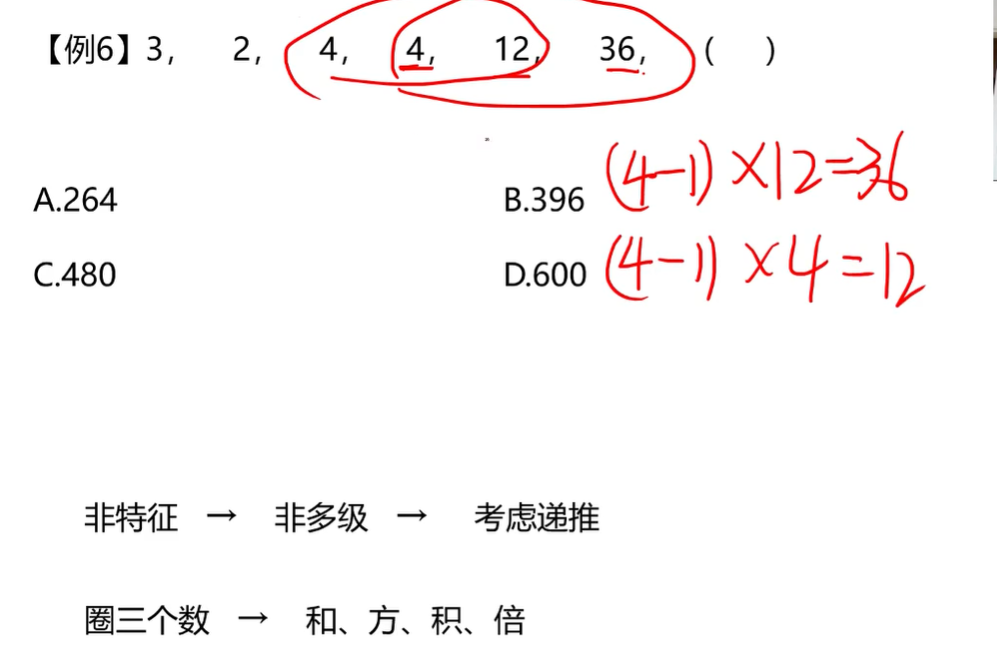 【例6】3, 2, 4, 4, 12, 36, ( )
(4-1)×12=36
A.264 B.396
(4-1)×4=12
C.480 D.600
非特征 → 非多级 → 考虑递推
圈三个数 → 和、方、积、倍